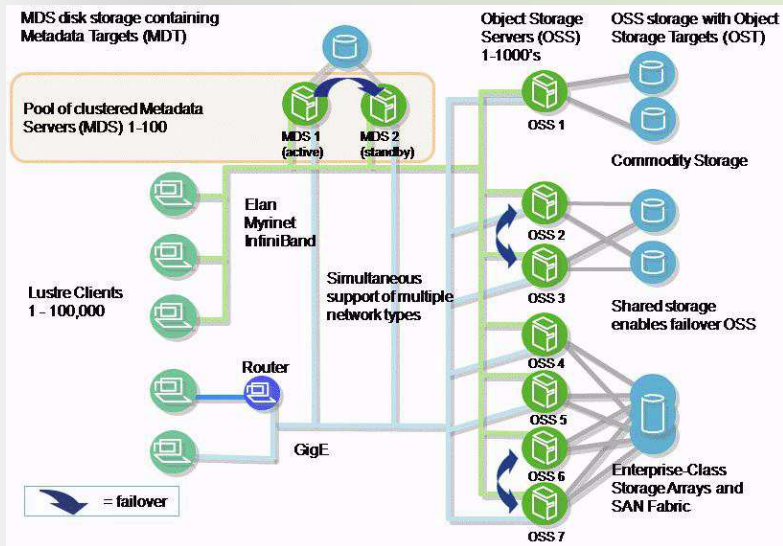 MDS disk storage containing
Metadata Targets (MDT)
Object Storage
Servers (OSS)
1-1000's
OSS storage with Object
Storage Targets (OST)
Pool of clustered Metadata
Servers (MDS) 1-100
MDS 1
(active)
MDS 2
(standby)
OSS 1
Commodity Storage
Elan
Myrinet
InfiniBand
OSS 2
OSS 3
Simultaneous
support of multiple
network types
Lustre Clients
1 - 100,000
Shared storage
enables failover OSS
OSS 4
Router
OSS 5
GigE
OSS 6
Enterprise-Class
Storage Arrays and
SAN Fabric
= failover
OSS 7